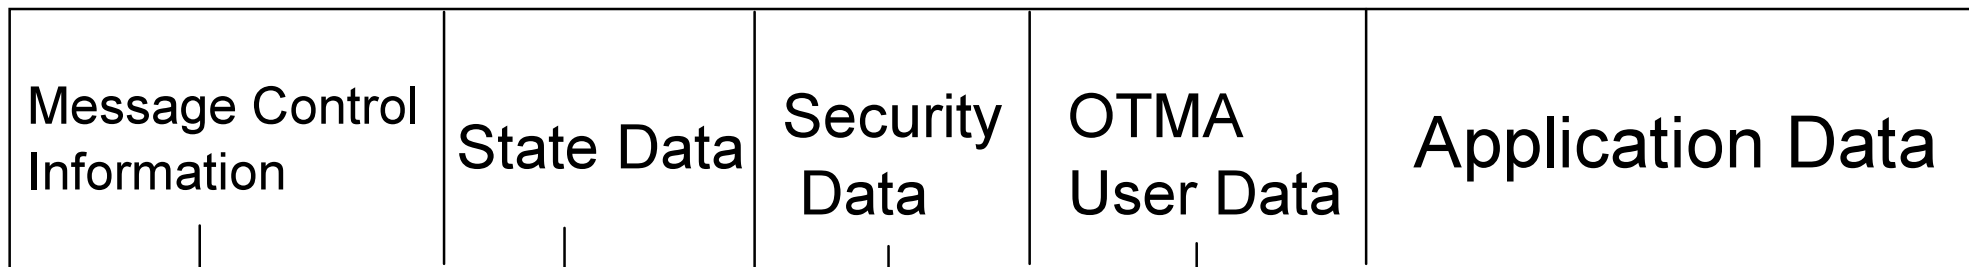 Message Control
Information
State Data
Security
Data
OTMA
User Data
Application Data